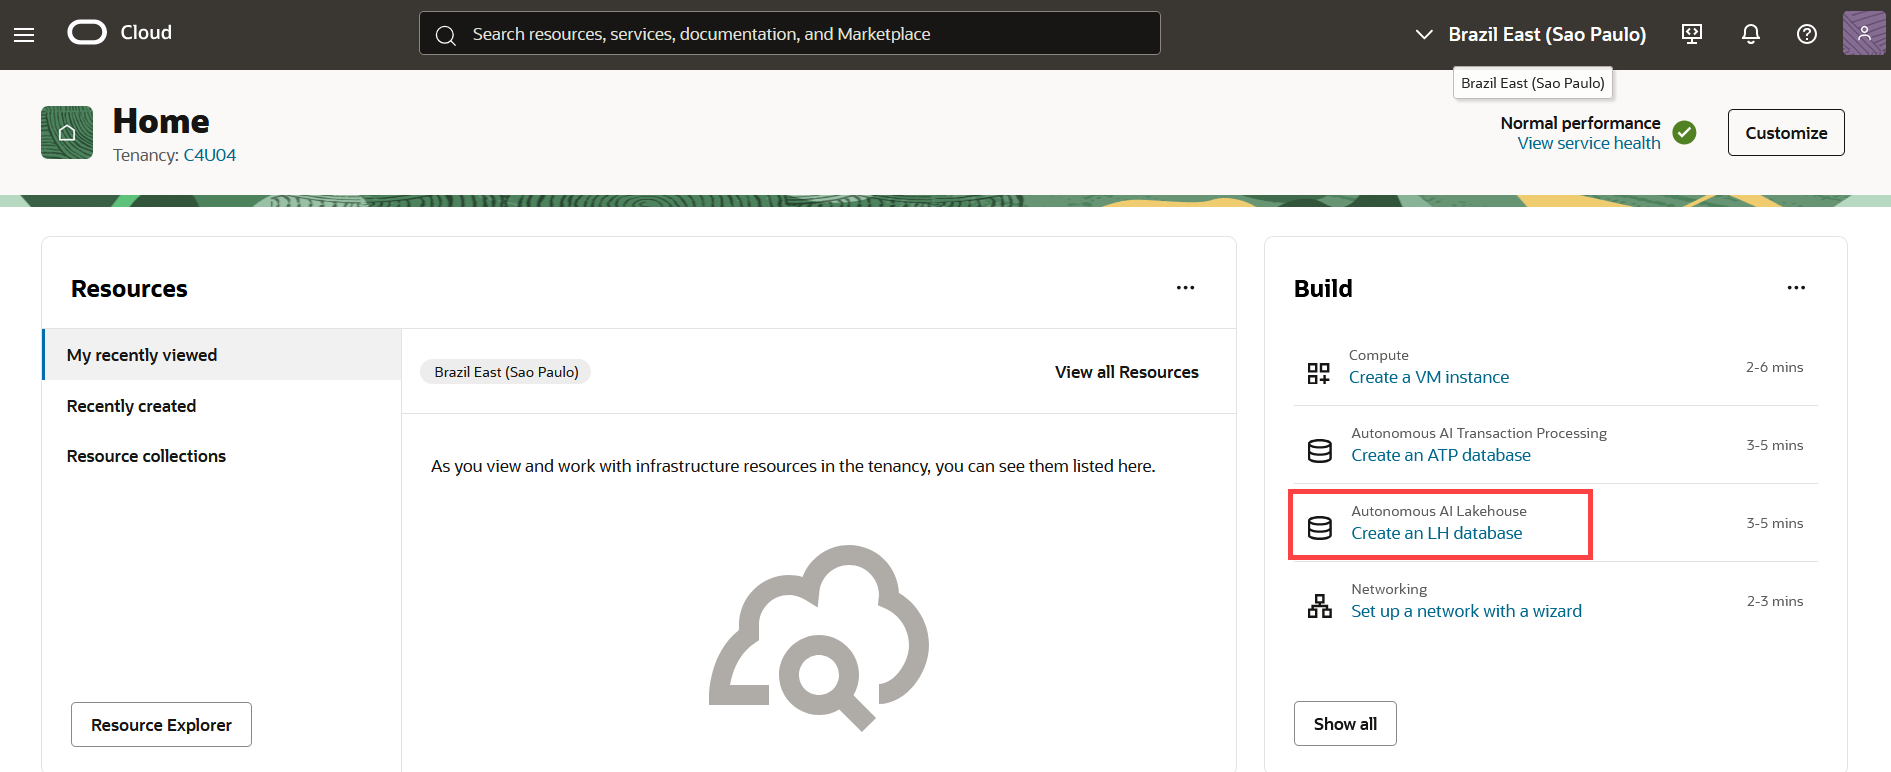 Cloud
Search resources, services, documentation, and Marketplace
Brazil East (Sao Paulo)
Brazil East (Sao Paulo)
Home
Tenancy: C4U04
Normal performance
View service health
Customize
Resources
My recently viewed
Recently created
Resource collections
Resource Explorer
Brazil East (Sao Paulo)
View all Resources
As you view and work with infrastructure resources in the tenancy, you can see them listed here.
Build
Compute
Create a VM instance
2-6 mins
Autonomous AI Transaction Processing
Create an ATP database
3-5 mins
Autonomous AI Lakehouse
Create an LH database
3-5 mins
Networking
Set up a network with a wizard
2-3 mins
Show all